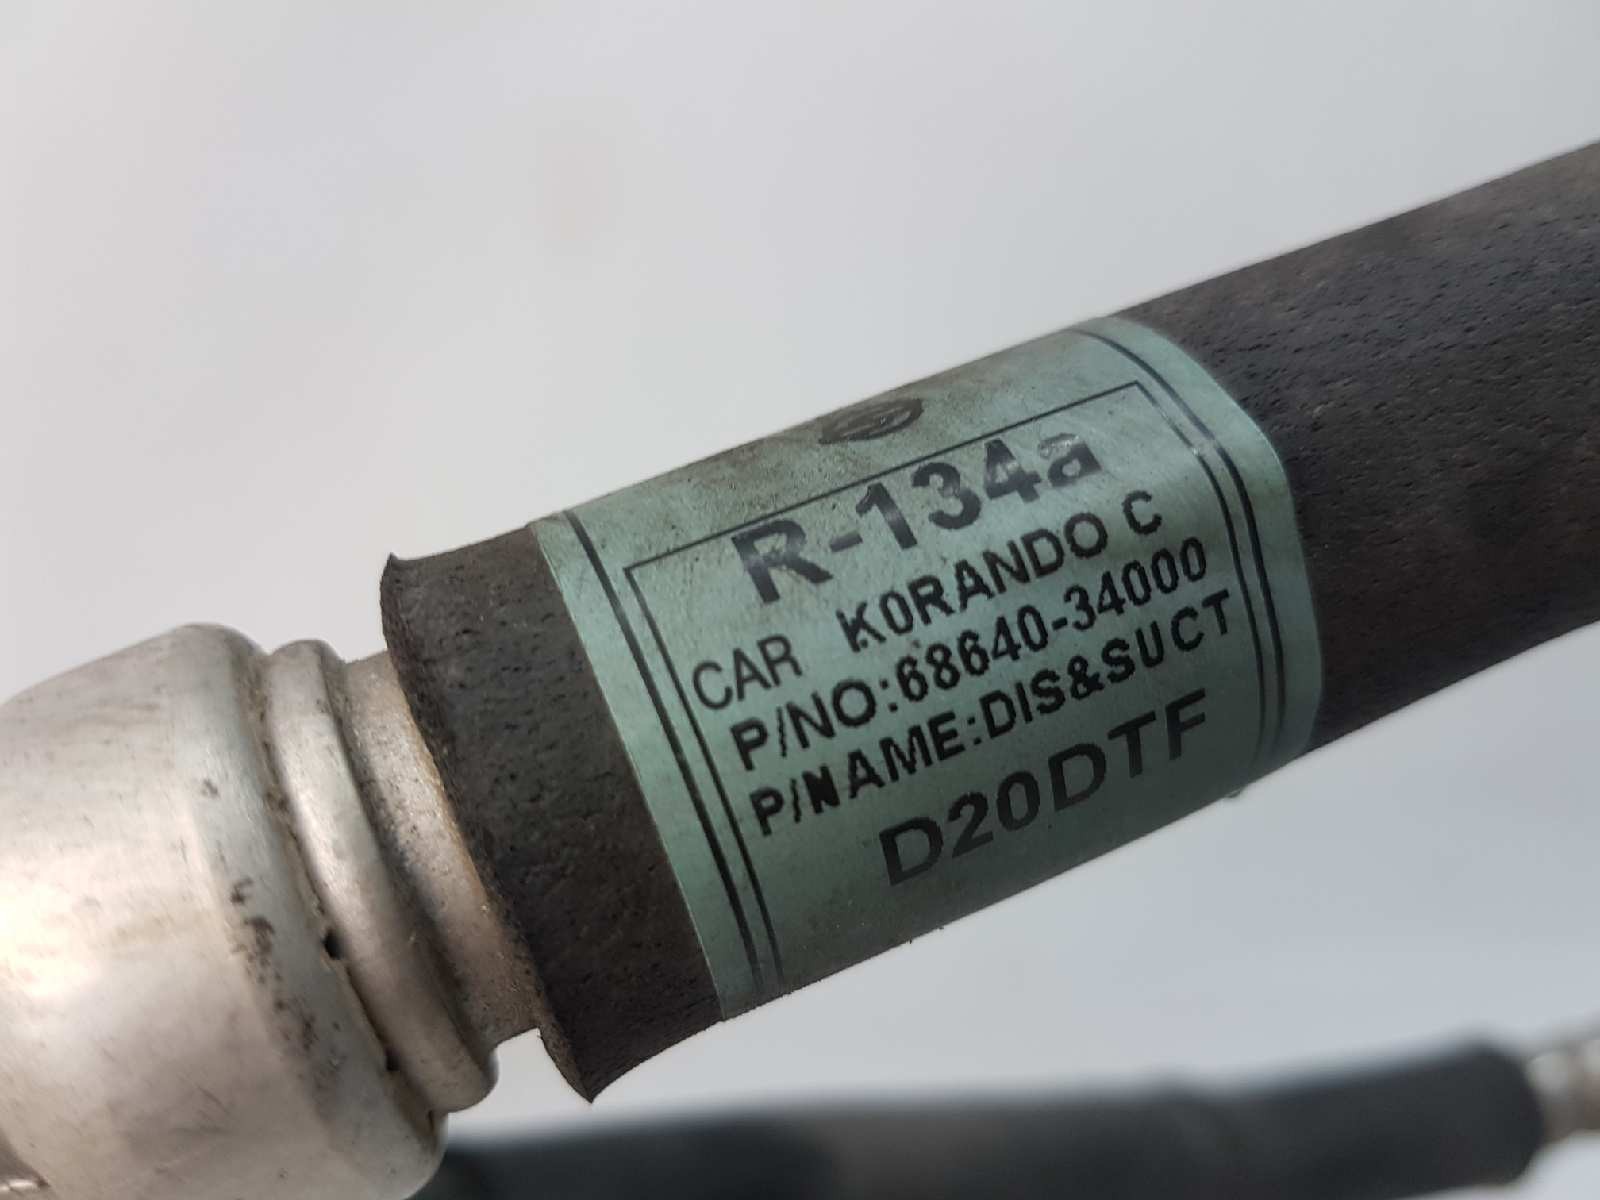 R-134a
CAR KORANDO C
P/NO:68640-34000
P/NAME:DIS&SUCT
D20DTF